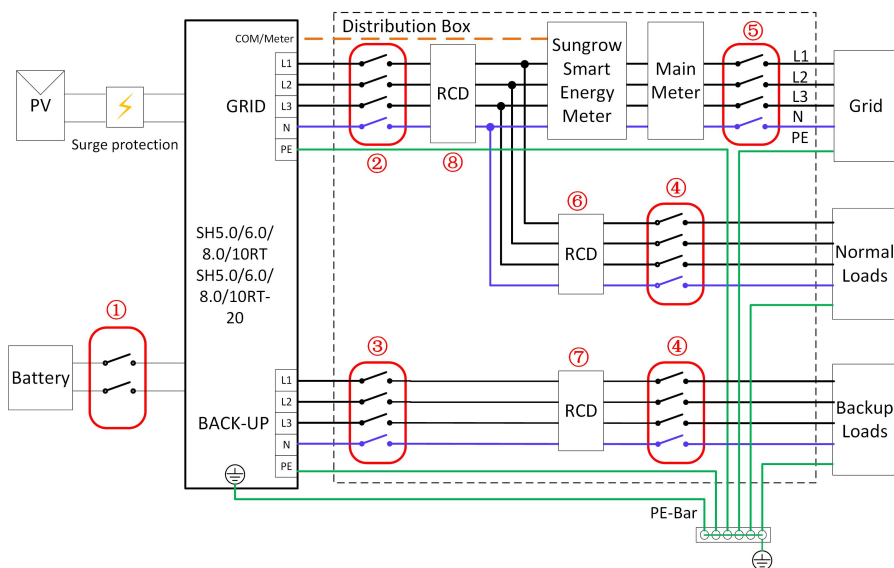 Distribution Box
COM/Meter
⑤
Sungrow
Smart
Energy
Meter
Main
Meter
L1
L2
L3
N
PE
GRID
L1
L2
L3
N
PE
RCD
Grid
PV
Surge protection
②
⑧
⑥
④
RCD
Normal
Loads
SH5.0/6.0/
8.0/10RT
SH5.0/6.0/
8.0/10RT-
20
①
Battery
③
⑦
④
BACK-UP
L1
L2
L3
N
PE
RCD
Backup
Loads
PE-Bar